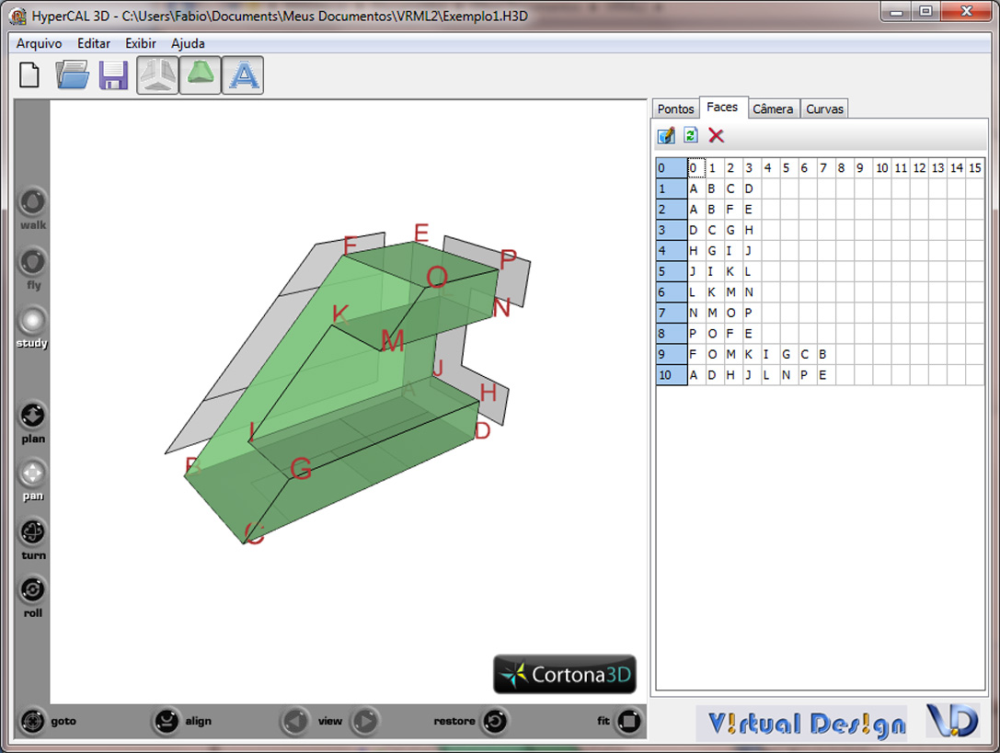 HyperCAL 3D - C:\Users\Fabio\Documents\Meus Documentos\VRML2\Exemplo1.H3D
Arquivo Editar Exibir Ajuda
A
Pontos Faces Câmera Curvas
0 0 1 2 3 4 5 6 7 8 9 10 11 12 13 14 15
1 A B C D
2 A B F E
3 D C G H
4 H G I J
5 J I K L
6 L K M N
7 N M O P
8 P O F E
9 F O M K I G C B
10 A D H J L N P E
walk
fly
study
plan
pan
turn
roll
E
F
P
O
N
K
M
J
A
H
I
D
B
G
C
Cortona3D
goto align view restore fit
V!rtual Des!gn
VD